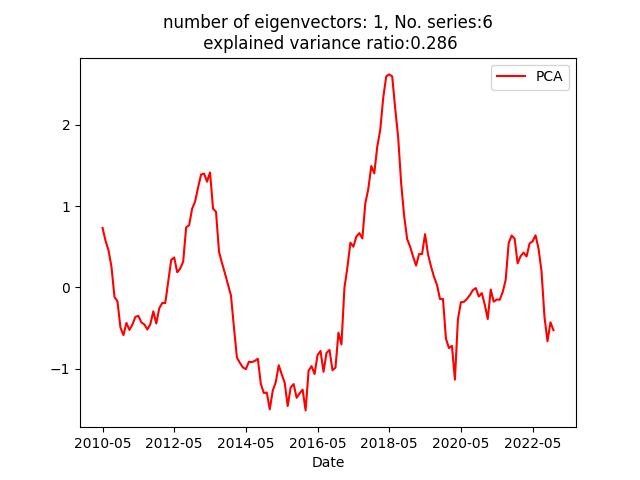 number of eigenvectors: 1, No. series:6
explained variance ratio:0.286
PCA
2
1
0
−1
2010-05 2012-05 2014-05 2016-05 2018-05 2020-05 2022-05
Date